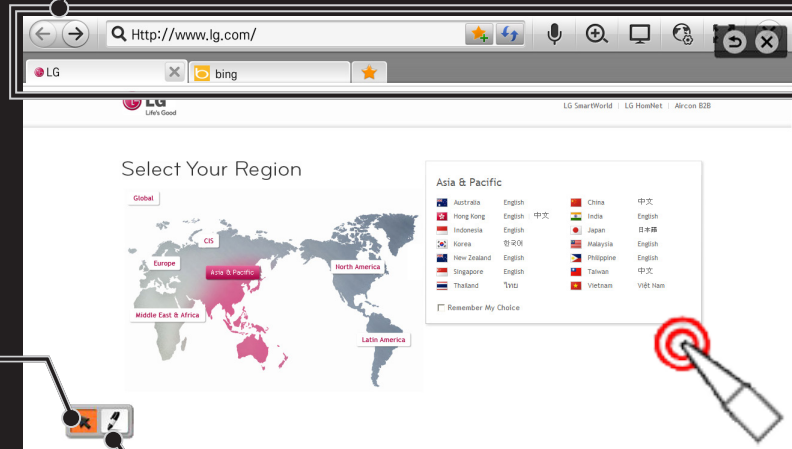 Http://www.lg.com/
LG
bing
LG
Life's Good
LG SmartWorld | LG HomNet | Aircon B2B
Select Your Region
Global
CIS
Europe
Asia & Pacific
North America
Middle East & Africa
Latin America
Asia & Pacific
Australia English China 中文
Hong Kong English 中文 India English
Indonesia English Japan 日本語
Korea 한국어 Malaysia English
New Zealand English Philippine English
Singapore English Taiwan 中文
Thailand ไทย Vietnam Việt Nam
Remember My Choice